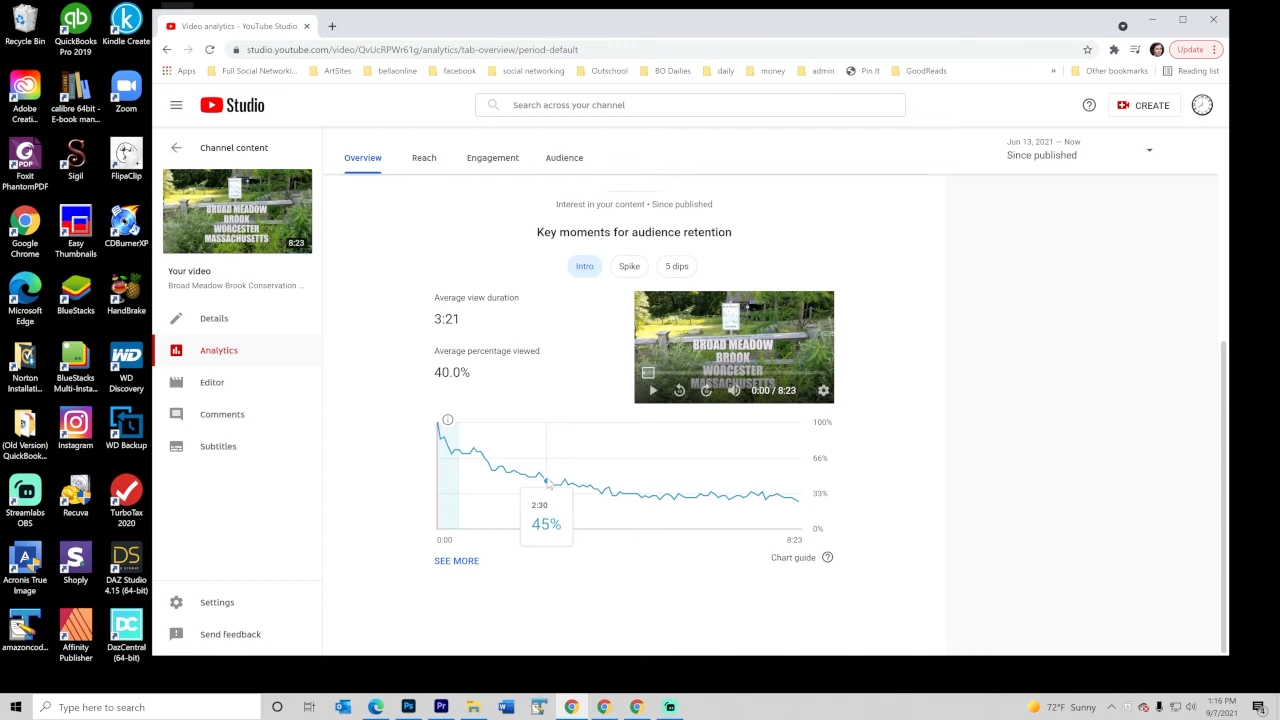 Recycle Bin
QuickBooks Pro 2019
Kindle Create
Adobe Creati...
calibre 64bit - E-book man...
Zoom
Foxit PhantomPDF
Sigil
FlipaClip
Google Chrome
Easy Thumbnails
CDBurnerXP
Microsoft Edge
BlueStacks
HandBrake
Norton Installati...
BlueStacks Multi-Insta...
WD Discovery
(Old Version) QuickBook...
Instagram
WD Backup
Streamlabs OBS
Recuva
TurboTax 2020
Acronis True Image
Shoply
DAZ Studio 4.15 (64-bit)
amazoncod...
Affinity Publisher
DazCentral (64-bit)
Video analytics - YouTube Studio
studio.youtube.com/video/QvUcRPWr61g/analytics/tab-overview/period-default
Update
Apps
Full Social Networki...
ArtSites
bellaonline
facebook
social networking
Outschool
BO Dailies
daily
money
admin
Pin It
GoodReads
»
Other bookmarks
Reading list
Studio
Search across your channel
CREATE
Channel content
BROAD MEADOW
BROOK
WORCESTER
MASSACHUSETTS
8:23
Your video
Broad Meadow Brook Conservation ...
Details
Analytics
Editor
Comments
Subtitles
Settings
Send feedback
Overview
Reach
Engagement
Audience
Jun 13, 2021 — Now
Since published
Interest in your content • Since published
Key moments for audience retention
Intro
Spike
5 dips
Average view duration
3:21
Average percentage viewed
40.0%
BROAD MEADOW
BROOK
WORCESTER
MASSACHUSETTS
0:00 / 8:23
100%
66%
33%
0%
2:30
45%
0:00
8:23
SEE MORE
Chart guide
Type here to search
72°F Sunny
1:16 PM
9/7/2021